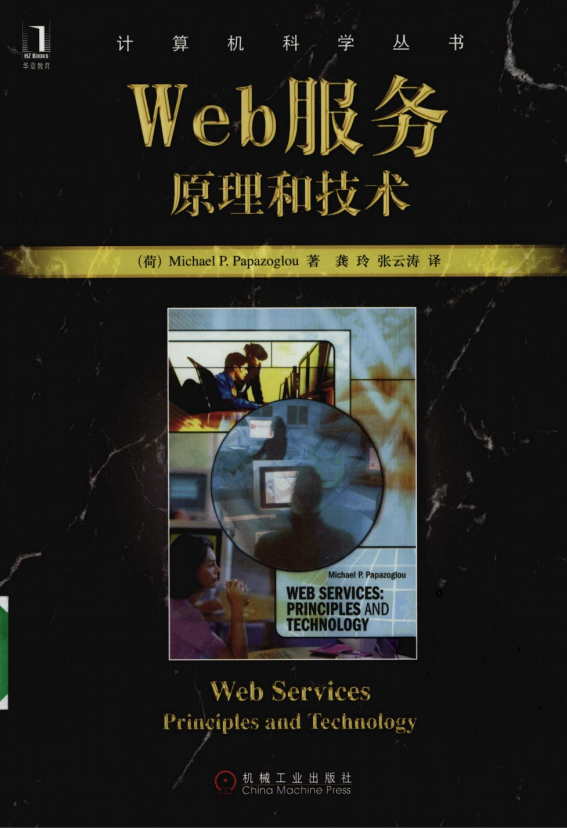 HZ BOOKS
华章教育
计算机科学丛书
Web服务
原理和技术
（荷）Michael P. Papazoglou 著 龚 玲 张云涛 译
Michael P. Papazoglou
WEB SERVICES:
PRINCIPLES AND
TECHNOLOGY
Web Services
Principles and Technology
机械工业出版社
China Machine Press